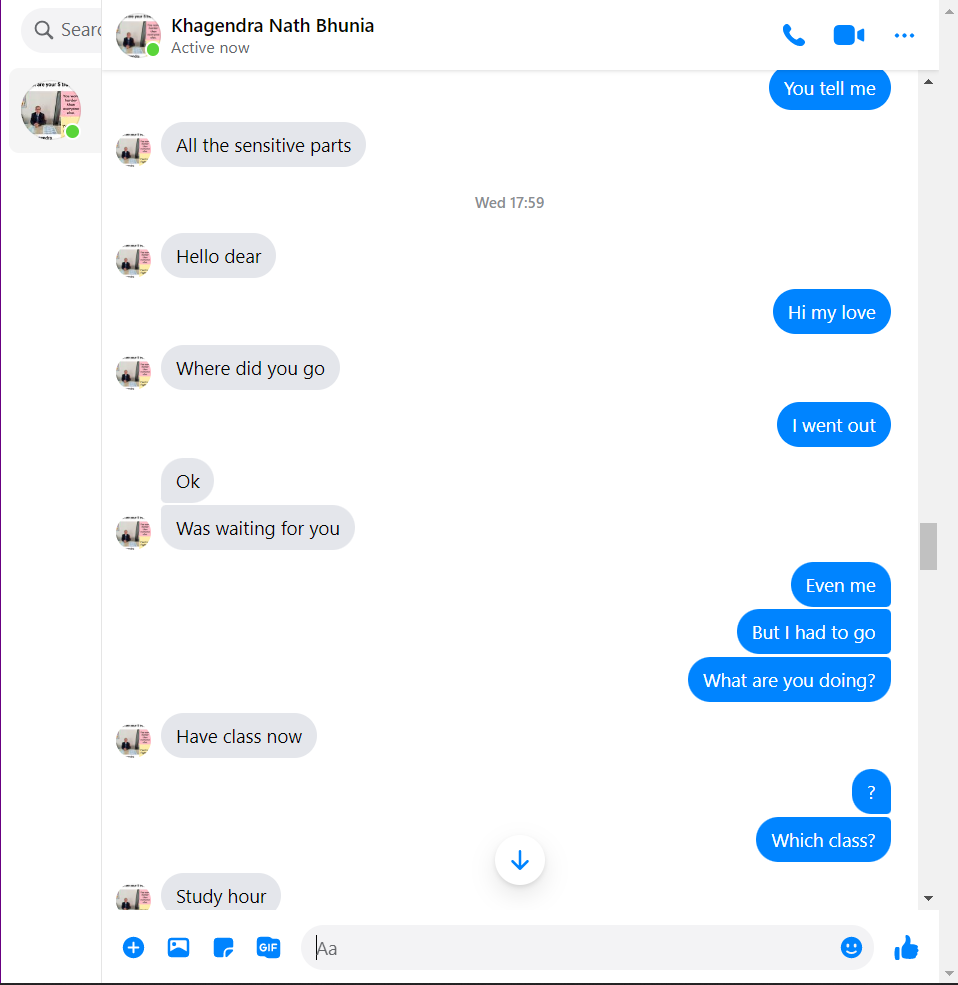 Searc
Khagendra Nath Bhunia
Active now
You tell me
All the sensitive parts
Wed 17:59
Hello dear
Hi my love
Where did you go
I went out
Ok
Was waiting for you
Even me
But I had to go
What are you doing?
Have class now
?
Which class?
Study hour
GIF
Aa